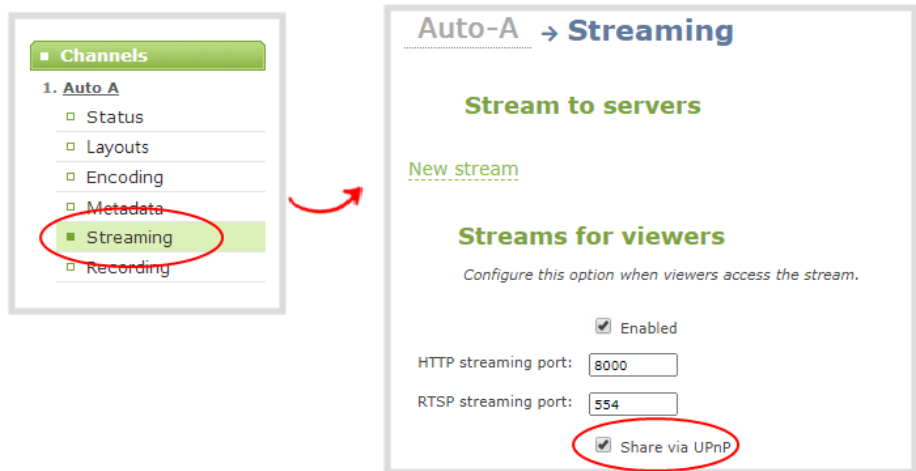 Channels
1. Auto A
Status
Layouts
Encoding
Metadata
Streaming
Recording
Auto-A → Streaming
Stream to servers
New stream
Streams for viewers
Configure this option when viewers access the stream.
Enabled
HTTP streaming port: 8000
RTSP streaming port: 554
Share via UPnP